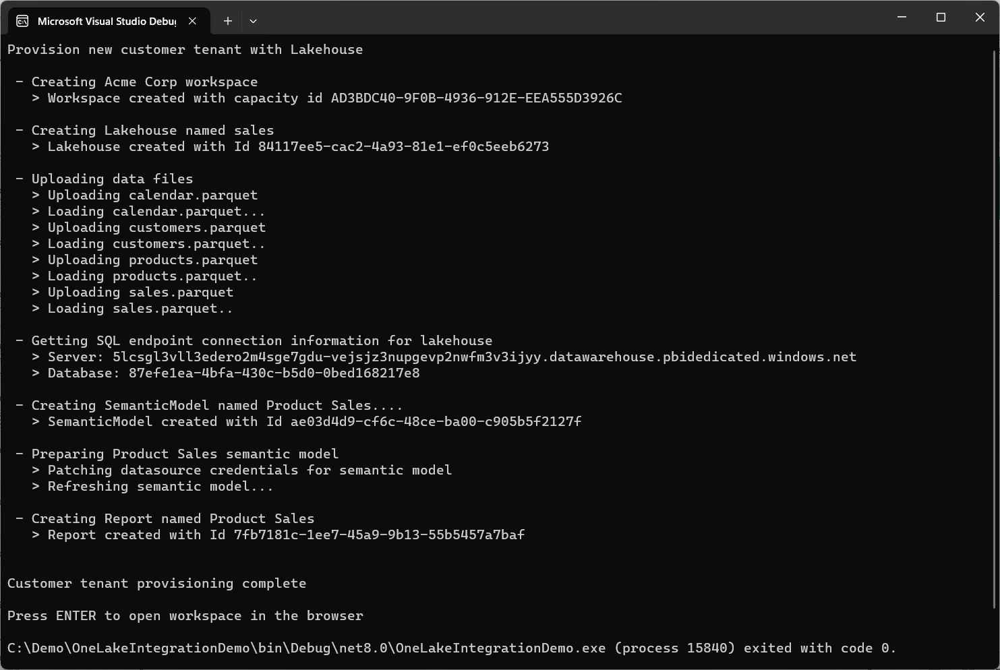 Microsoft Visual Studio Debug
Provision new customer tenant with Lakehouse
- Creating Acme Corp workspace
> Workspace created with capacity id AD3BDC40-9F0B-4936-912E-EEA555D3926C
- Creating Lakehouse named sales
> Lakehouse created with Id 84117ee5-cac2-4a93-81e1-ef0c5eeb6273
- Uploading data files
> Uploading calendar.parquet
> Loading calendar.parquet...
> Uploading customers.parquet
> Loading customers.parquet..
> Uploading products.parquet
> Loading products.parquet..
> Uploading sales.parquet
> Loading sales.parquet..
- Getting SQL endpoint connection information for lakehouse
> Server: 5lcsgl3vll3edero2m4sge7gdu-vejsjz3nupgevp2nwfm3v3ijyy.datawarehouse.pbidedicated.windows.net
> Database: 87efe1ea-4bfa-430c-b5d0-0bed168217e8
- Creating SemanticModel named Product Sales....
> SemanticModel created with Id ae03d4d9-cf6c-48ce-ba00-c905b5f2127f
- Preparing Product Sales semantic model
> Patching datasource credentials for semantic model
> Refreshing semantic model...
- Creating Report named Product Sales
> Report created with Id 7fb7181c-1ee7-45a9-9b13-55b5457a7baf
Customer tenant provisioning complete
Press ENTER to open workspace in the browser
C:\Demo\OneLakeIntegrationDemo\bin\Debug\net8.0\OneLakeIntegrationDemo.exe (process 15840) exited with code 0.